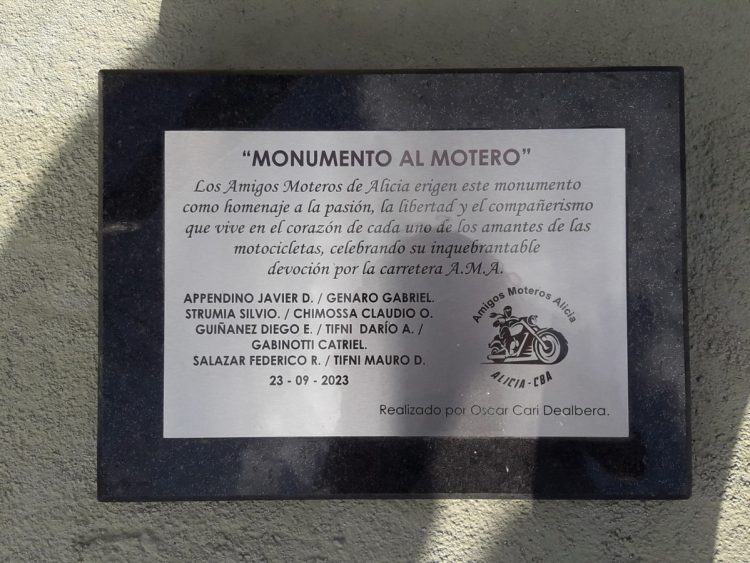 “MONUMENTO AL MOTERO”
Los Amigos Moteros de Alicia erigen este monumento
como homenaje a la pasión, la libertad y el compañerismo
que vive en el corazón de cada uno de los amantes de las
motocicletas, celebrando su inquebrantable
devoción por la carretera A.M.A.
APPENDINO JAVIER D. / GENARO GABRIEL.
STRUMIA SILVIO. / CHIMOSSA CLAUDIO O.
GUIÑANEZ DIEGO E. / TIFNI DARÍO A. /
GABINOTTI CATRIEL.
SALAZAR FEDERICO R. / TIFNI MAURO D.
23 - 09 - 2023
Amigos Moteros Alicia
ALICIA - CBA
Realizado por Oscar Cari Dealbera.